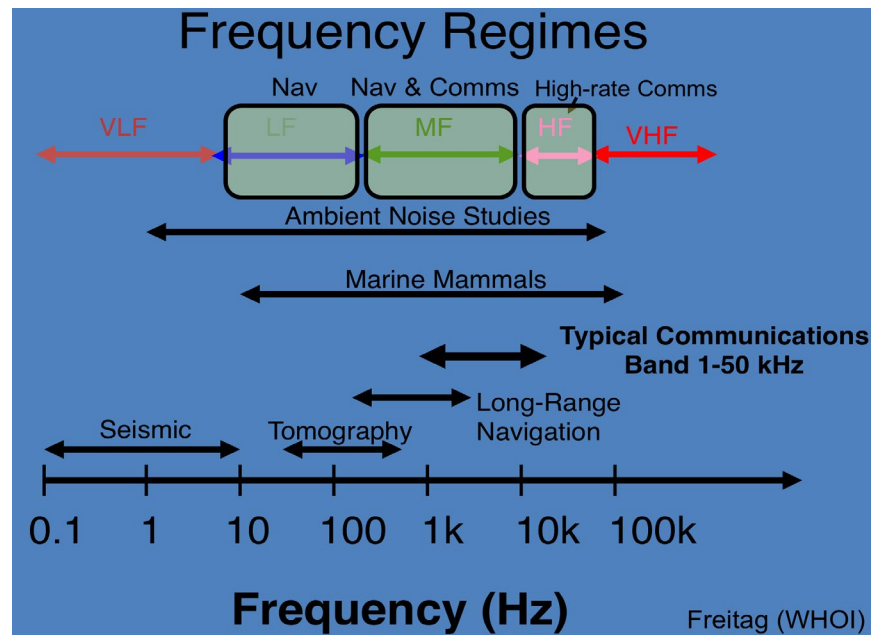 Frequency Regimes
Nav
Nav & Comms
High-rate Comms
VLF
LF
MF
HF
VHF
Ambient Noise Studies
Marine Mammals
Typical Communications
Band 1-50 kHz
Long-Range
Navigation
Seismic
Tomography
0.1 1 10 100 1k 10k 100k
Frequency (Hz)
Freitag (WHOI)